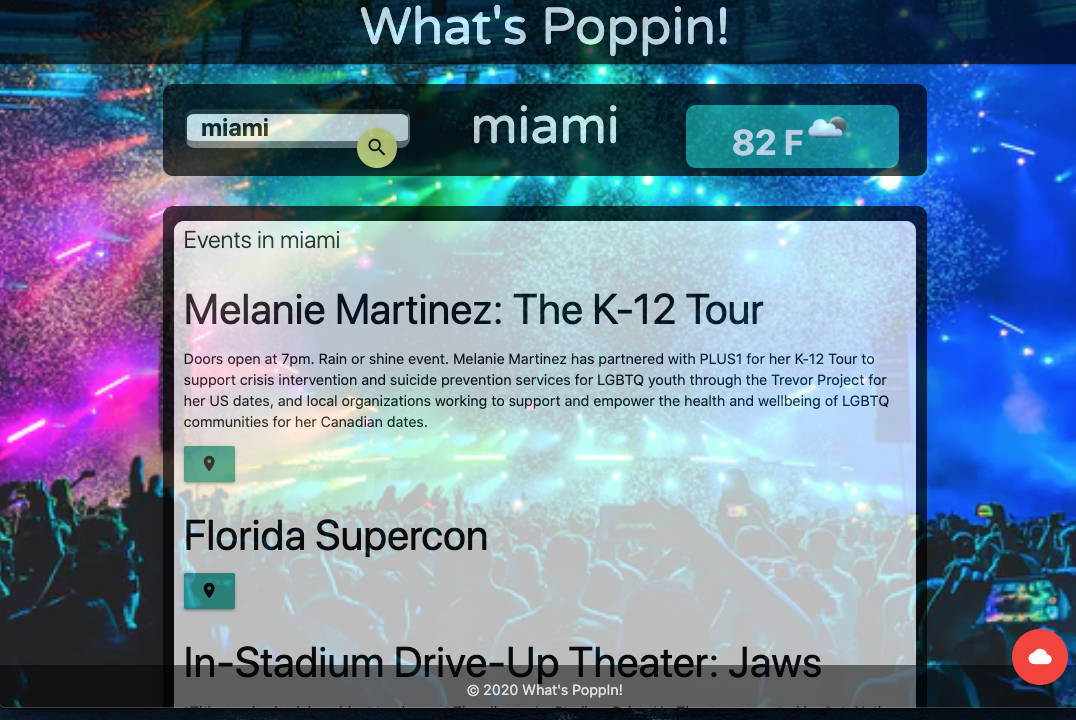 What's Poppin!
miami
miami
82 F
Events in miami
Melanie Martinez: The K-12 Tour
Doors open at 7pm. Rain or shine event. Melanie Martinez has partnered with PLUS1 for her K-12 Tour to
support crisis intervention and suicide prevention services for LGBTQ youth through the Trevor Project for
her US dates, and local organizations working to support and empower the health and wellbeing of LGBTQ
communities for her Canadian dates.
Florida Supercon
In-Stadium Drive-Up Theater: Jaws
© 2020 What's PoppIn!